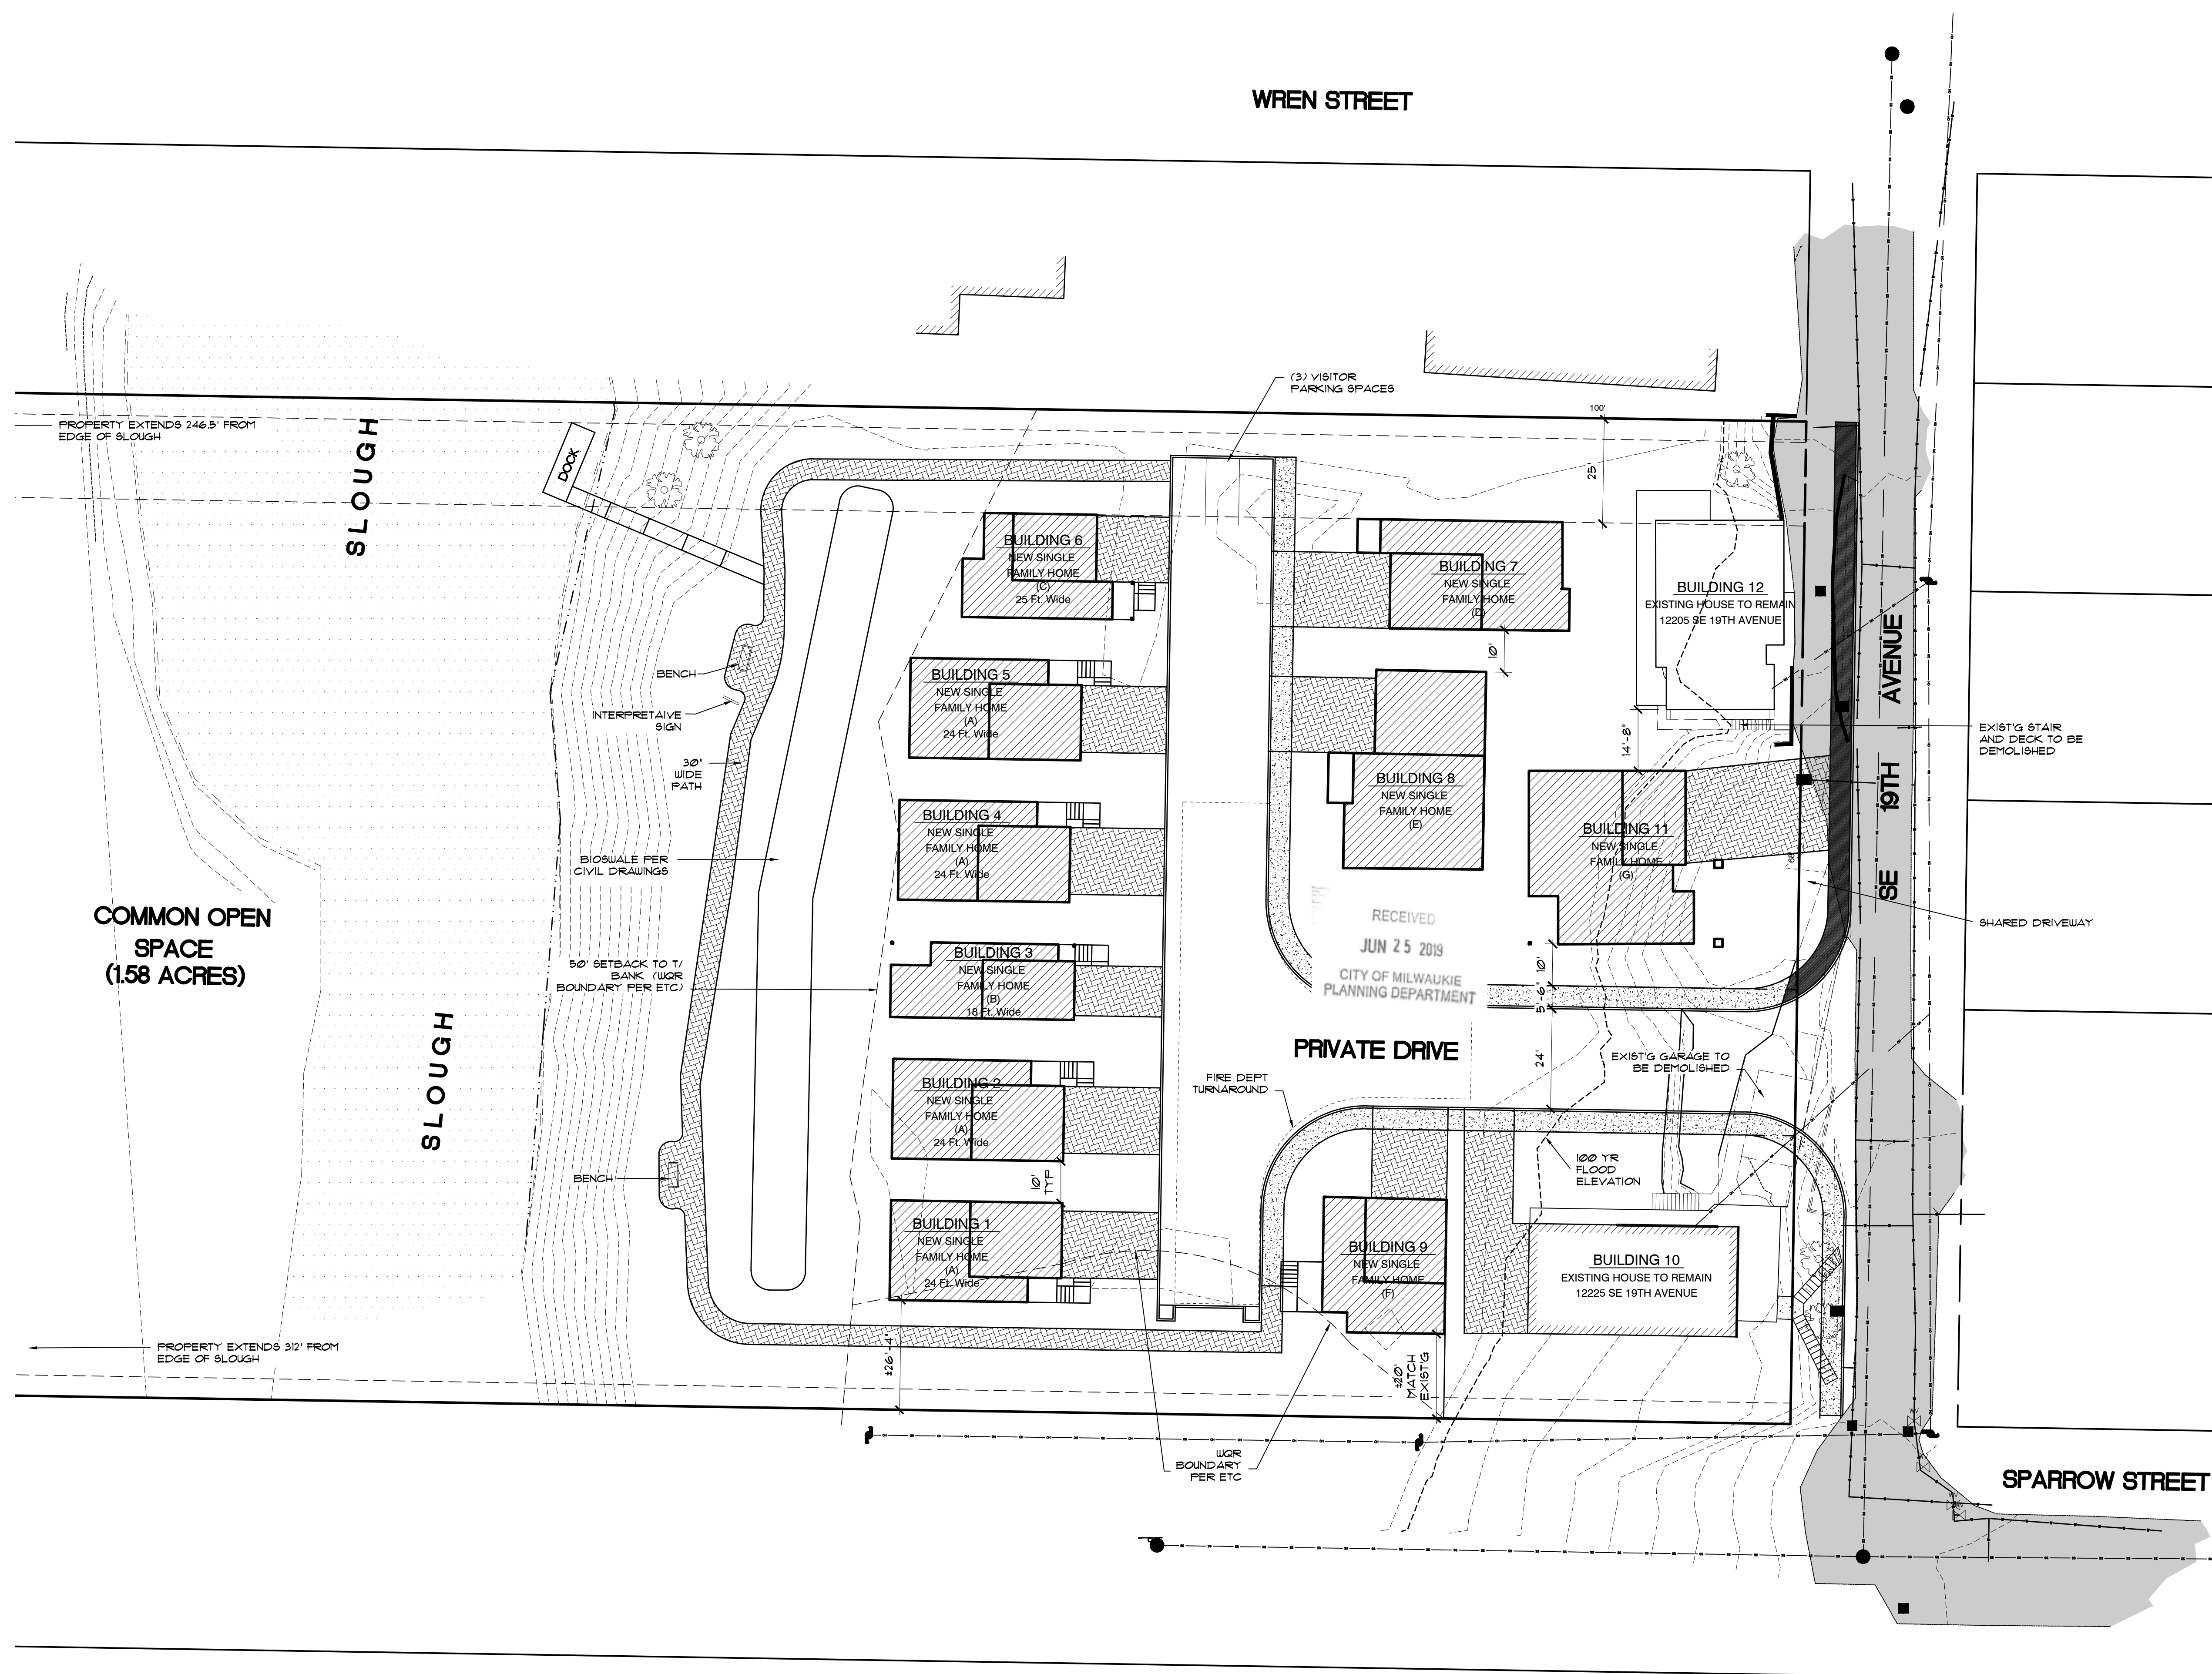 WREN STREET
(3) VISITOR
PARKING SPACES
100'
25'
PROPERTY EXTENDS 246.5' FROM
EDGE OF SLOUGH
SLOUGH
DOCK
BUILDING 6
NEW SINGLE
FAMILY HOME
(C)
25 Ft. Wide
BUILDING 7
NEW SINGLE
FAMILY HOME
(D)
10'
BUILDING 12
EXISTING HOUSE TO REMAIN
12205 SE 19TH AVENUE
SE 19TH AVENUE
BENCH
INTERPRETAIVE
SIGN
BUILDING 5
NEW SINGLE
FAMILY HOME
(A)
24 Ft. Wide
14'-8"
EXIST'G STAIR
AND DECK TO BE
DEMOLISHED
30"
WIDE
PATH
BUILDING 8
NEW SINGLE
FAMILY HOME
(E)
BUILDING 4
NEW SINGLE
FAMILY HOME
(A)
24 Ft. Wide
BUILDING 11
NEW SINGLE
FAMILY HOME
(G)
BIOSWALE PER
CIVIL DRAWINGS
COMMON OPEN
SPACE
(1.58 ACRES)
RECEIVED
JUN 25 2019
CITY OF MILWAUKIE
PLANNING DEPARTMENT
SHARED DRIVEWAY
50' SETBACK TO T/
BANK (WQR
BOUNDARY PER ETC)
BUILDING 3
NEW SINGLE
FAMILY HOME
(B)
18 Ft. Wide
10'
5'-6"
24'
PRIVATE DRIVE
SLOUGH
FIRE DEPT
TURNAROUND
EXIST'G GARAGE TO
BE DEMOLISHED
BUILDING 2
NEW SINGLE
FAMILY HOME
(A)
24 Ft. Wide
BENCH
10'
TYP
100 YR
FLOOD
ELEVATION
BUILDING 1
NEW SINGLE
FAMILY HOME
(A)
24 Ft. Wide
BUILDING 9
NEW SINGLE
FAMILY HOME
(F)
BUILDING 10
EXISTING HOUSE TO REMAIN
12225 SE 19TH AVENUE
PROPERTY EXTENDS 312' FROM
EDGE OF SLOUGH
±26'-4"
±20'
MATCH
EXIST'G
WQR
BOUNDARY
PER ETC
SPARROW STREET